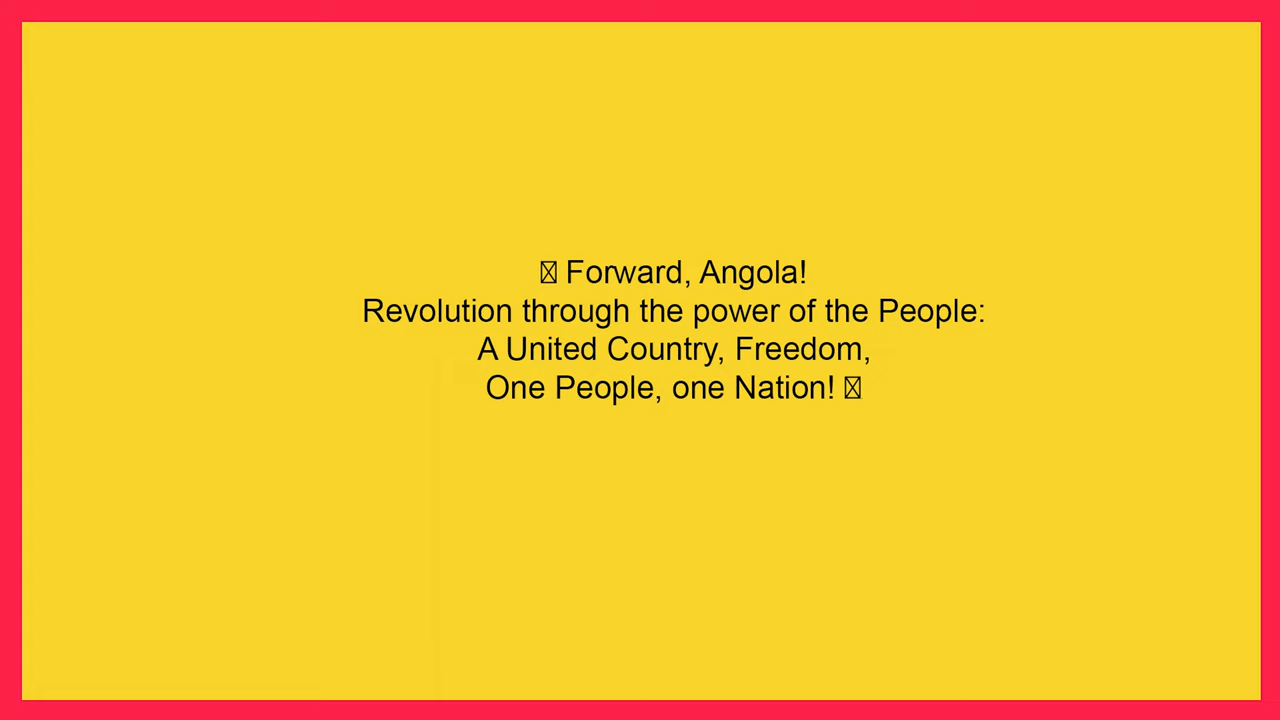 Forward, Angola!
Revolution through the power of the People:
A United Country, Freedom,
One People, one Nation!